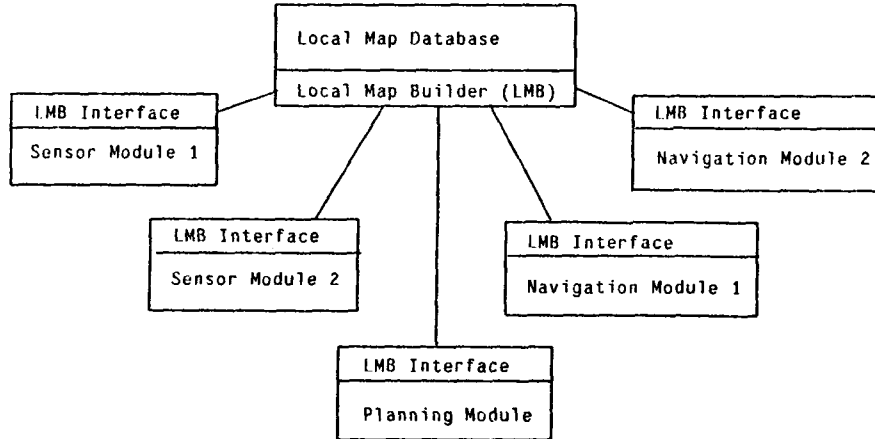 Local Map Database
Local Map Builder (LMB)
LMB Interface
Sensor Module 1
LMB Interface
Navigation Module 2
LMB Interface
Sensor Module 2
LMB Interface
Navigation Module 1
LMB Interface
Planning Module